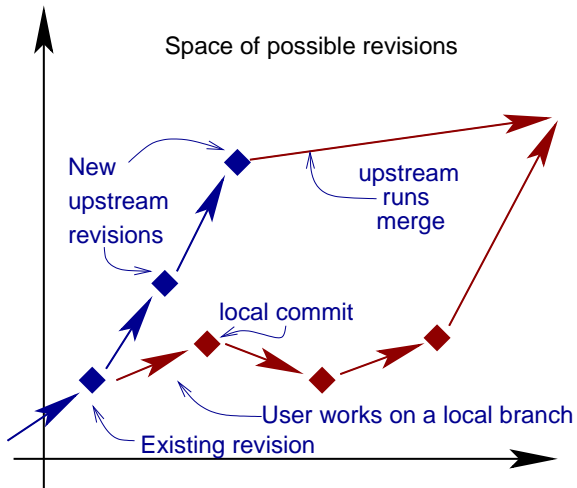 Space of possible revisions
New
upstream
revisions
upstream
runs
merge
local commit
User works on a local branch
Existing revision